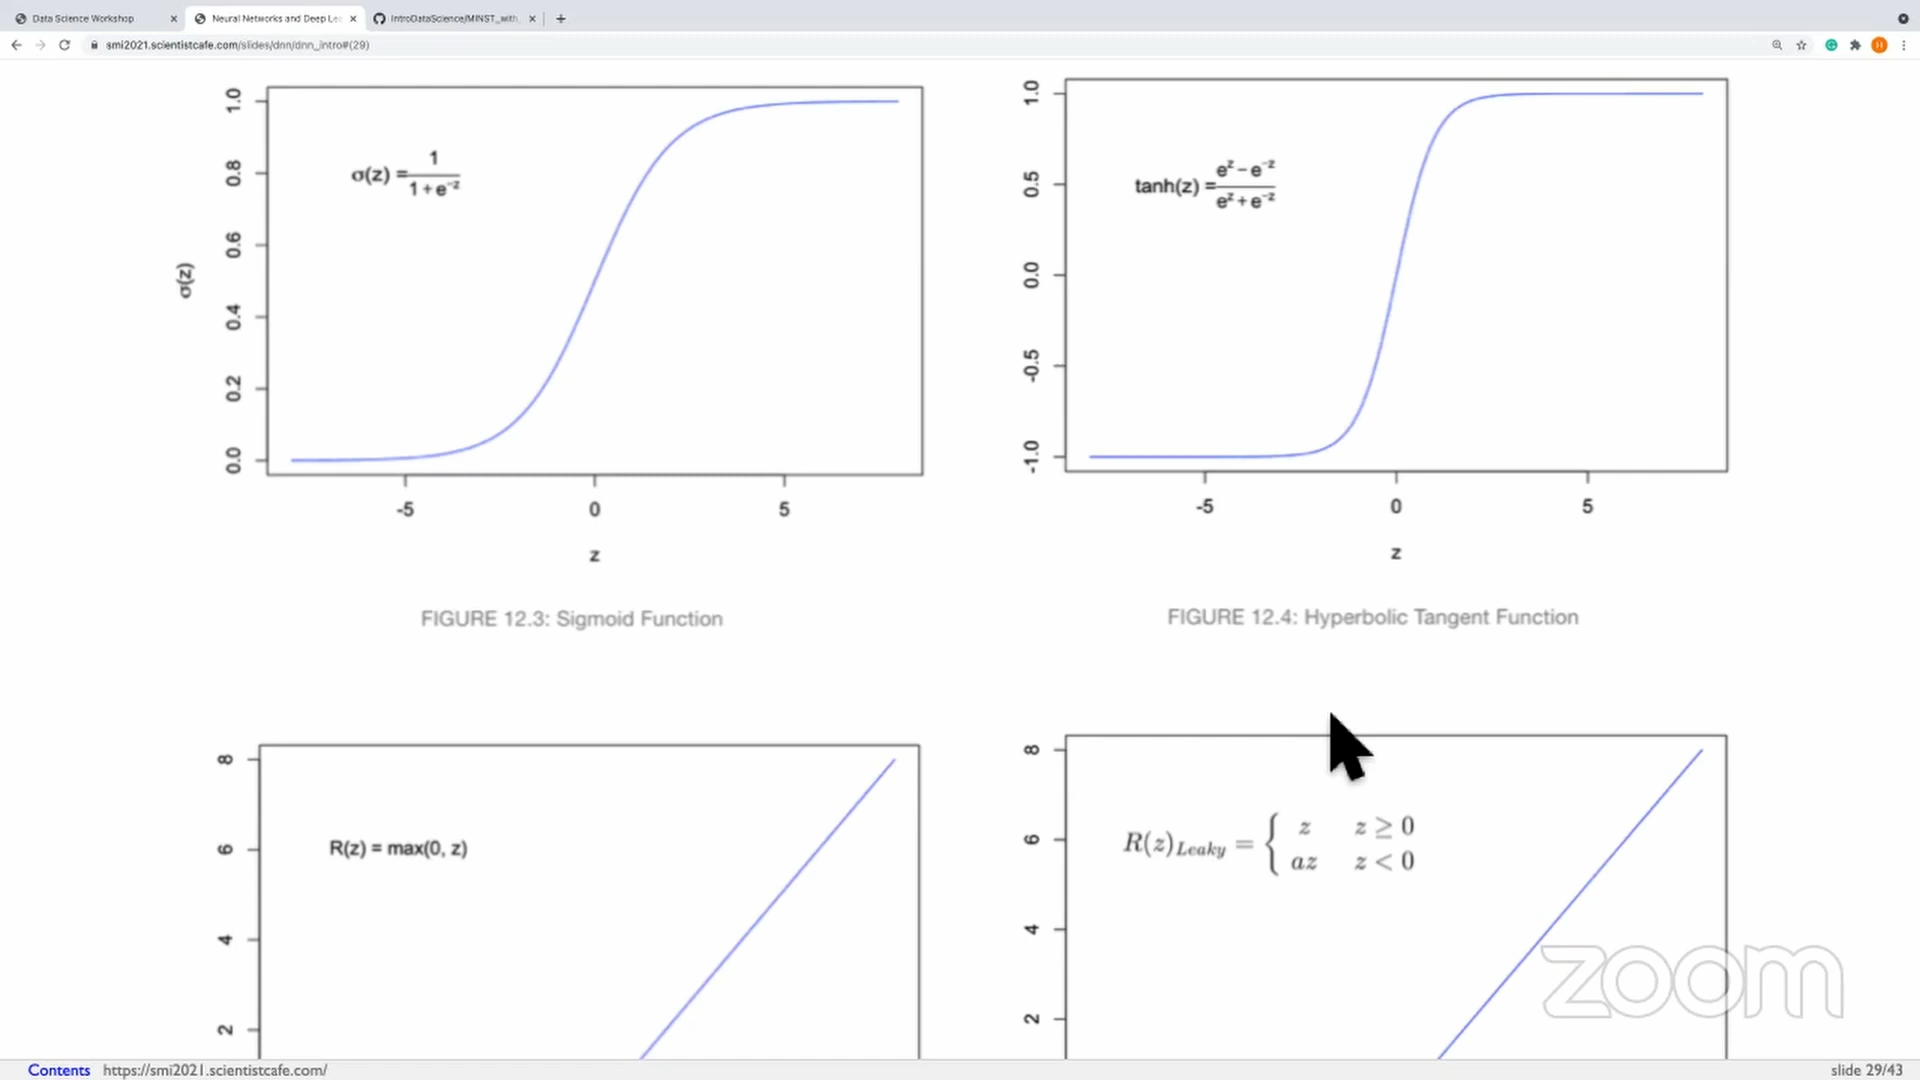 Data Science Workshop
Neural Networks and Deep Le
IntroDataScience/MINST_with_
smi2021.scientistcafe.com/slides/dnn/dnn_intro#(29)
H
1.0
0.8
0.6
0.4
0.2
0.0
σ(z)
σ(z) = 1 / 1 + e^-z
-5 0 5
z
FIGURE 12.3: Sigmoid Function
1.0
0.5
0.0
-0.5
-1.0
tanh(z) = e^z − e^-z / e^z + e^-z
-5 0 5
z
FIGURE 12.4: Hyperbolic Tangent Function
8
6
4
2
R(z) = max(0, z)
8
6
4
2
R(z)Leaky = { z z ≥ 0
az z < 0
zoom
Contents https://smi2021.scientistcafe.com/
slide 29/43